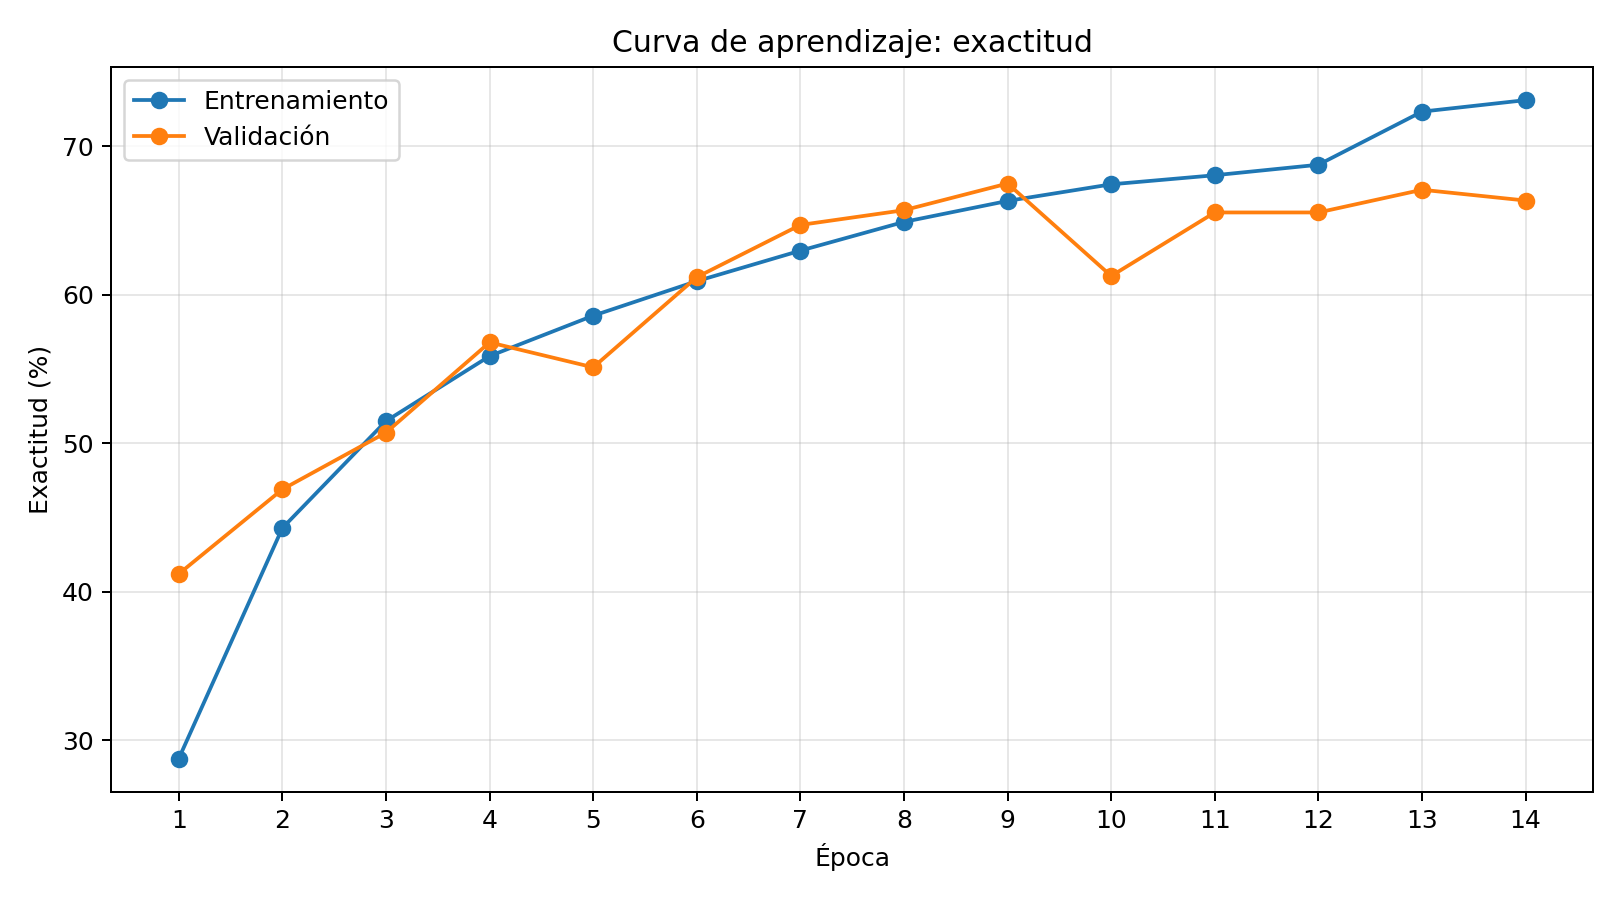 Curva de aprendizaje: exactitud
Entrenamiento
Validación
Exactitud (%)
70
60
50
40
30
1 2 3 4 5 6 7 8 9 10 11 12 13 14
Época